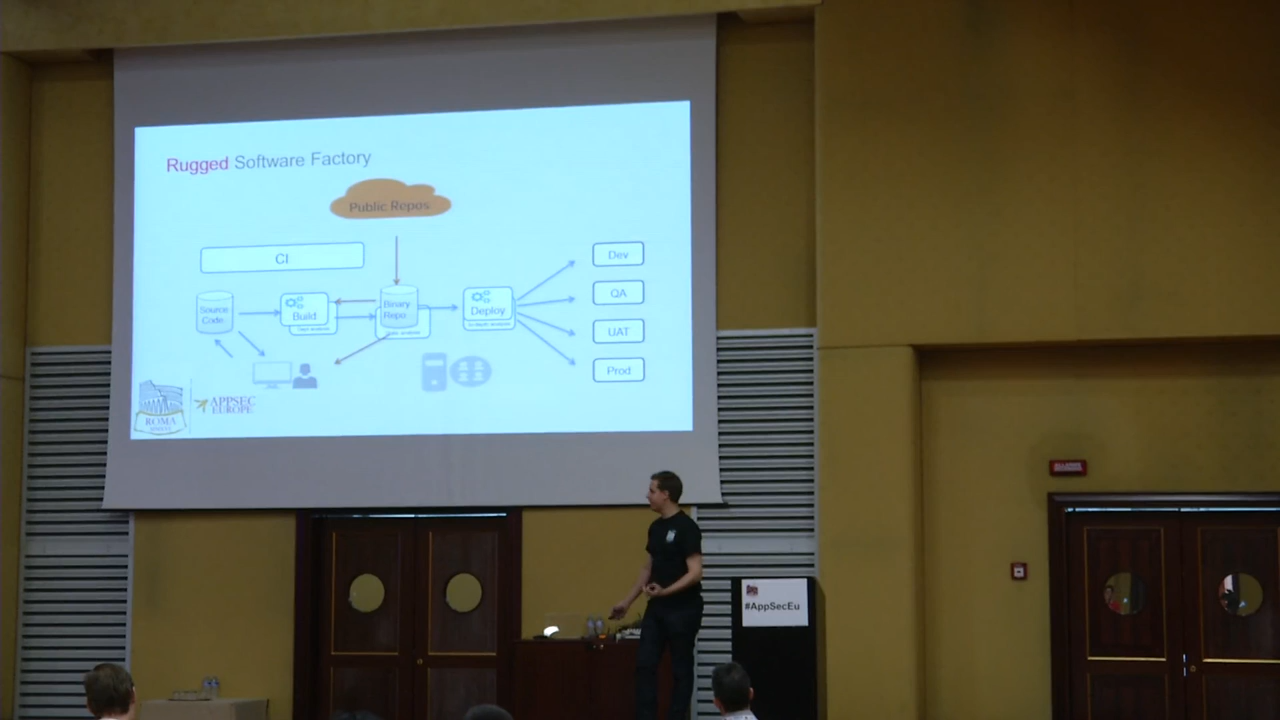 Rugged Software Factory
Public Repos
CI
Source
Code
Build
Binary
Repo
Deploy
Dev
QA
UAT
Prod
ROMA
APPSEC
EUROPE
#AppSecEu